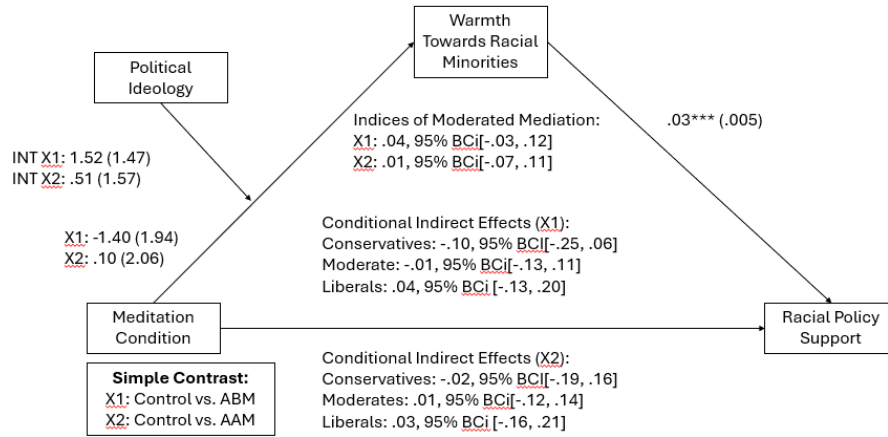 Warmth
Towards Racial
Minorities
Political
Ideology
Indices of Moderated Mediation:
X1: .04, 95% BCi[-.03, .12]
X2: .01, 95% BCi[-.07, .11]
.03*** (.005)
INT X1: 1.52 (1.47)
INT X2: .51 (1.57)
X1: -1.40 (1.94)
X2: .10 (2.06)
Conditional Indirect Effects (X1):
Conservatives: -.10, 95% BCI[-.25, .06]
Moderate: -.01, 95% BCi[-.13, .11]
Liberals: .04, 95% BCi [-.13, .20]
Meditation
Condition
Racial Policy
Support
Simple Contrast:
X1: Control vs. ABM
X2: Control vs. AAM
Conditional Indirect Effects (X2):
Conservatives: -.02, 95% BCI[-.19, .16]
Moderates: .01, 95% BCi[-.12, .14]
Liberals: .03, 95% BCi [-.16, .21]